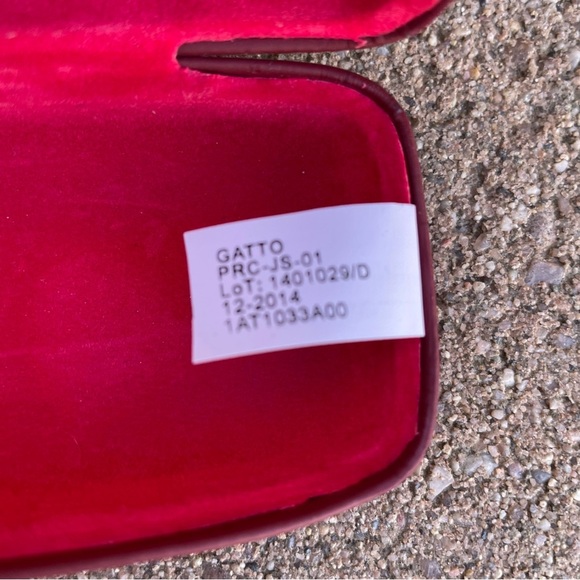 GATTO
PRC-JS-01
LoT: 1401029/D
12-2014
1AT1033A00